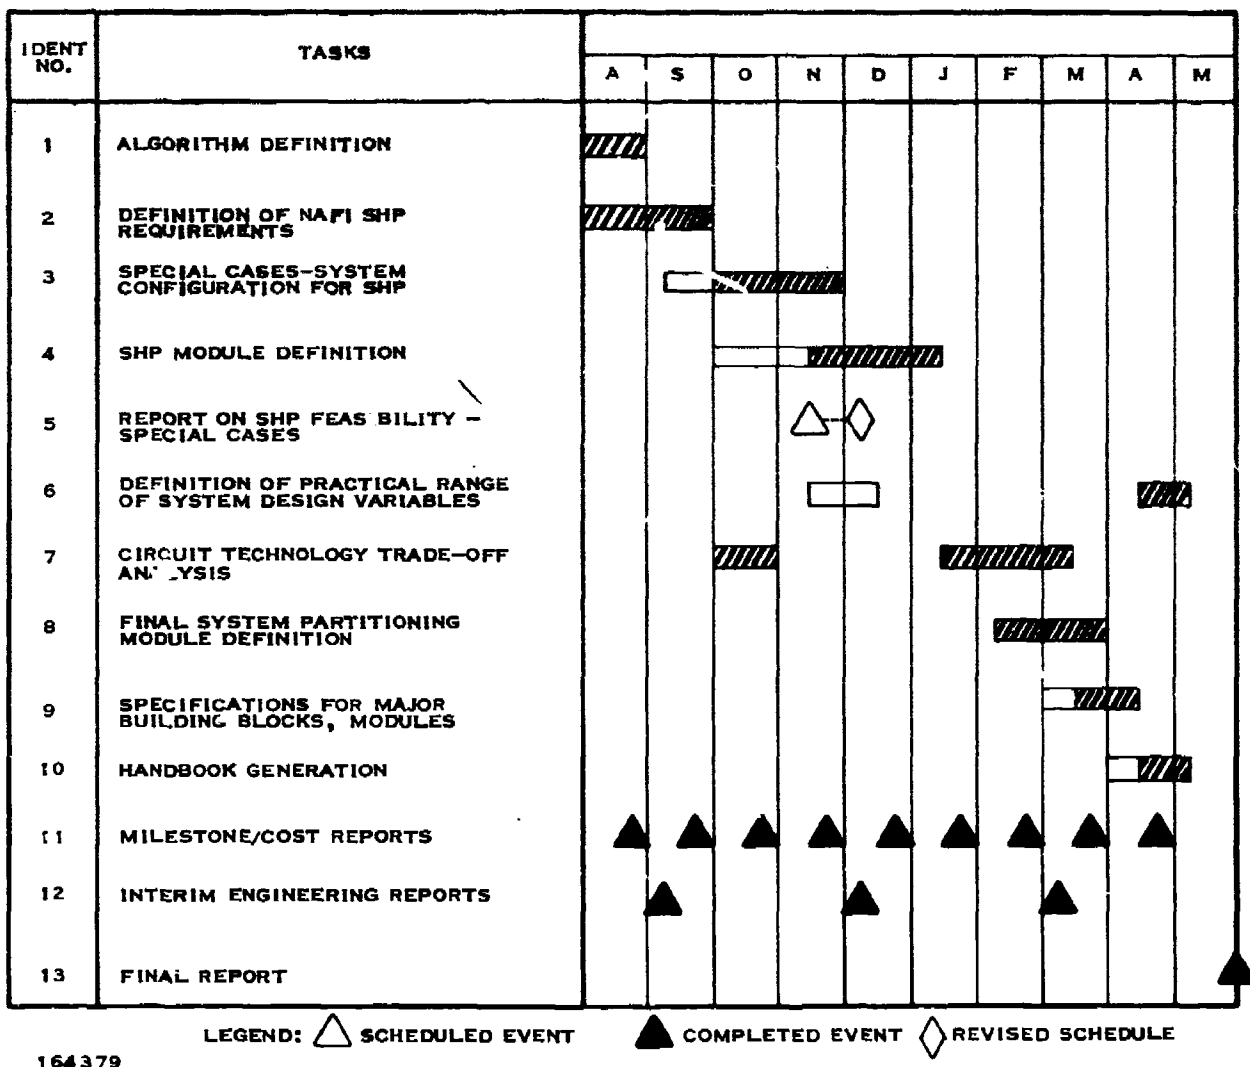 IDENT NO.
TASKS
A S O N D J F M A M
1 ALGORITHM DEFINITION
2 DEFINITION OF NAFI SHP
REQUIREMENTS
3 SPECIAL CASES-SYSTEM
CONFIGURATION FOR SHP
4 SHP MODULE DEFINITION
5 REPORT ON SHP FEAS BILITY -
SPECIAL CASES
6 DEFINITION OF PRACTICAL RANGE
OF SYSTEM DESIGN VARIABLES
7 CIRCUIT TECHNOLOGY TRADE-OFF
8 FINAL SYSTEM PARTITIONING
MODULE DEFINITION
9 SPECIFICATIONS FOR MAJOR
BUILDING BLOCKS, MODULES
10 HANDBOOK GENERATION
11 MILESTONE/COST REPORTS
12 INTERIM ENGINEERING REPORTS
13 FINAL REPORT
LEGEND: SCHEDULED EVENT COMPLETED EVENT REVISED SCHEDULE
164379